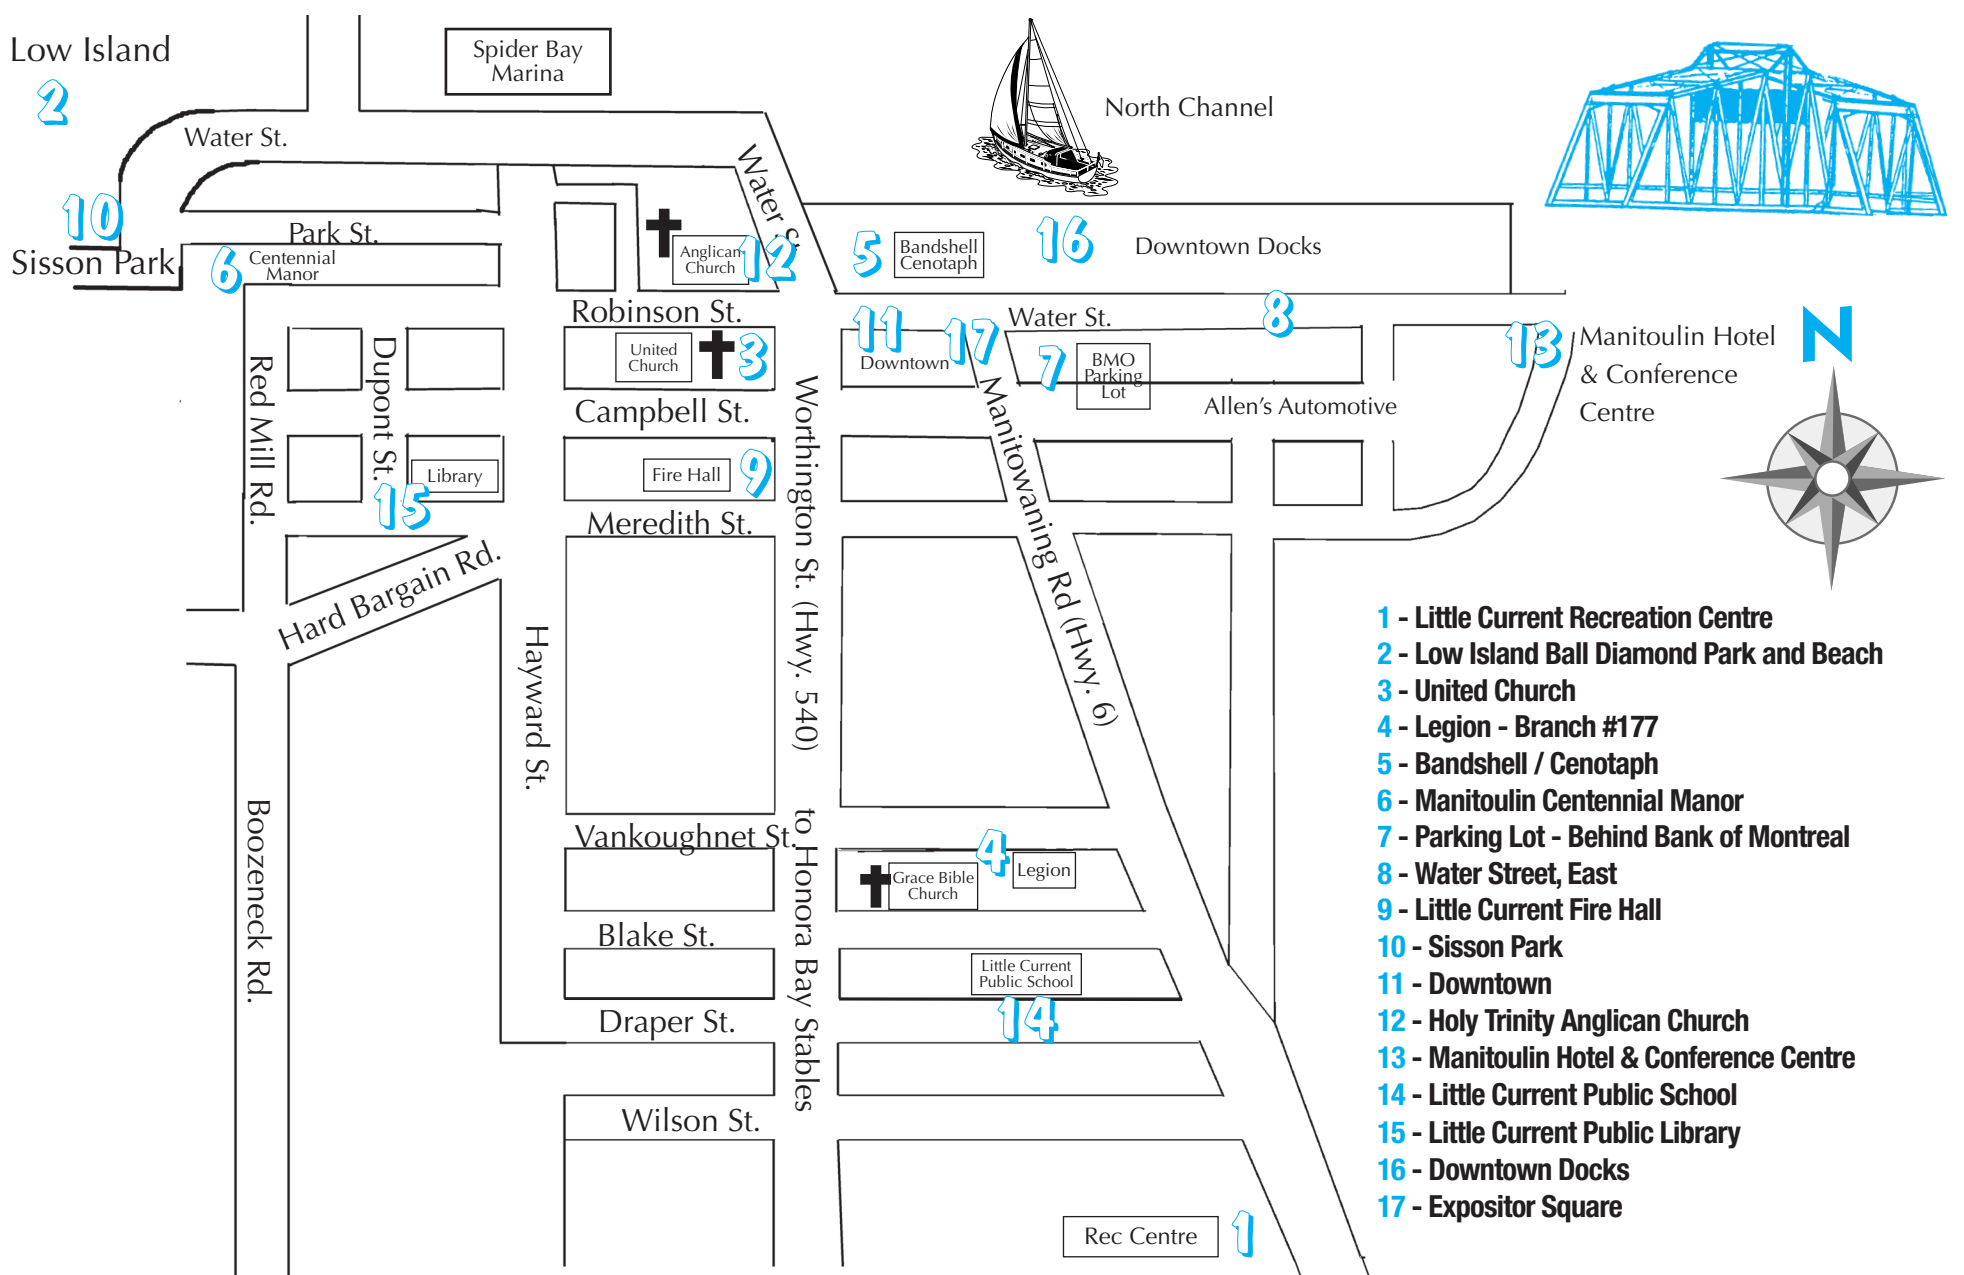 Low Island
2
Spider Bay
Marina
North Channel
Water St.
Water St.
10
Sisson Park
Park St.
6
Centennial
Manor
Anglican
Church
12
5
Bandshell
Cenotaph
16
Downtown Docks
Robinson St.
11
17
Water St.
8
13
Manitoulin Hotel
& Conference
Centre
N
United
Church
3
Downtown
7
BMO
Parking
Lot
Allen's Automotive
Red Mill Rd.
Dupont St.
Campbell St.
Worthington St. (Hwy. 540)
to Honora Bay Stables
Manitowaning Rd (Hwy. 6)
Library
15
Fire Hall
9
Meredith St.
Hard Bargain Rd.
Hayward St.
Boozeneck Rd.
Vankoughnet St.
4
Legion
Grace Bible
Church
Blake St.
Little Current
Public School
14
Draper St.
Wilson St.
Rec Centre
1
1 - Little Current Recreation Centre
2 - Low Island Ball Diamond Park and Beach
3 - United Church
4 - Legion - Branch #177
5 - Bandshell / Cenotaph
6 - Manitoulin Centennial Manor
7 - Parking Lot - Behind Bank of Montreal
8 - Water Street, East
9 - Little Current Fire Hall
10 - Sisson Park
11 - Downtown
12 - Holy Trinity Anglican Church
13 - Manitoulin Hotel & Conference Centre
14 - Little Current Public School
15 - Little Current Public Library
16 - Downtown Docks
17 - Expositor Square